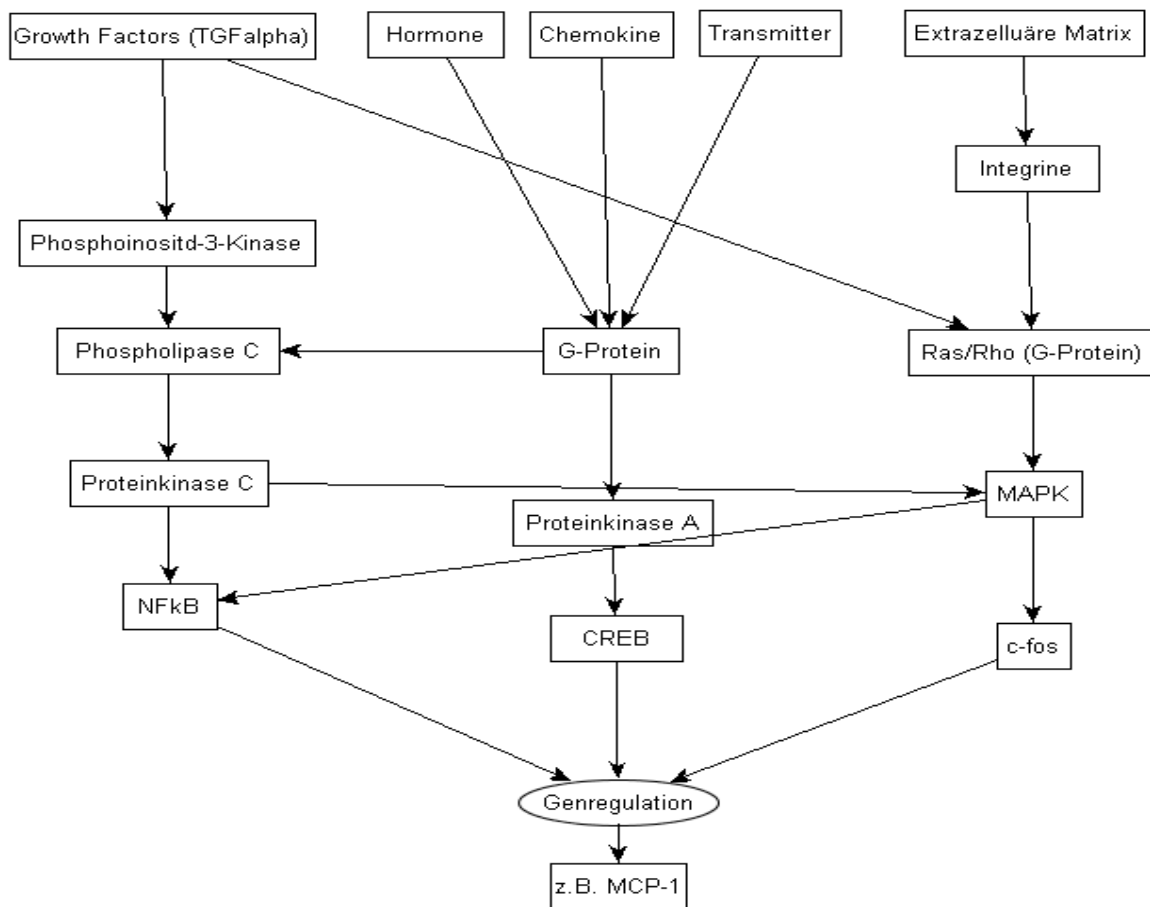 Growth Factors (TGFalpha)
Hormone
Chemokine
Transmitter
Extrazelluäre Matrix
Integrine
Phosphoinositd-3-Kinase
Phospholipase C
G-Protein
Ras/Rho (G-Protein)
Proteinkinase C
MAPK
Proteinkinase A
NFkB
CREB
c-fos
Genregulation
z.B. MCP-1